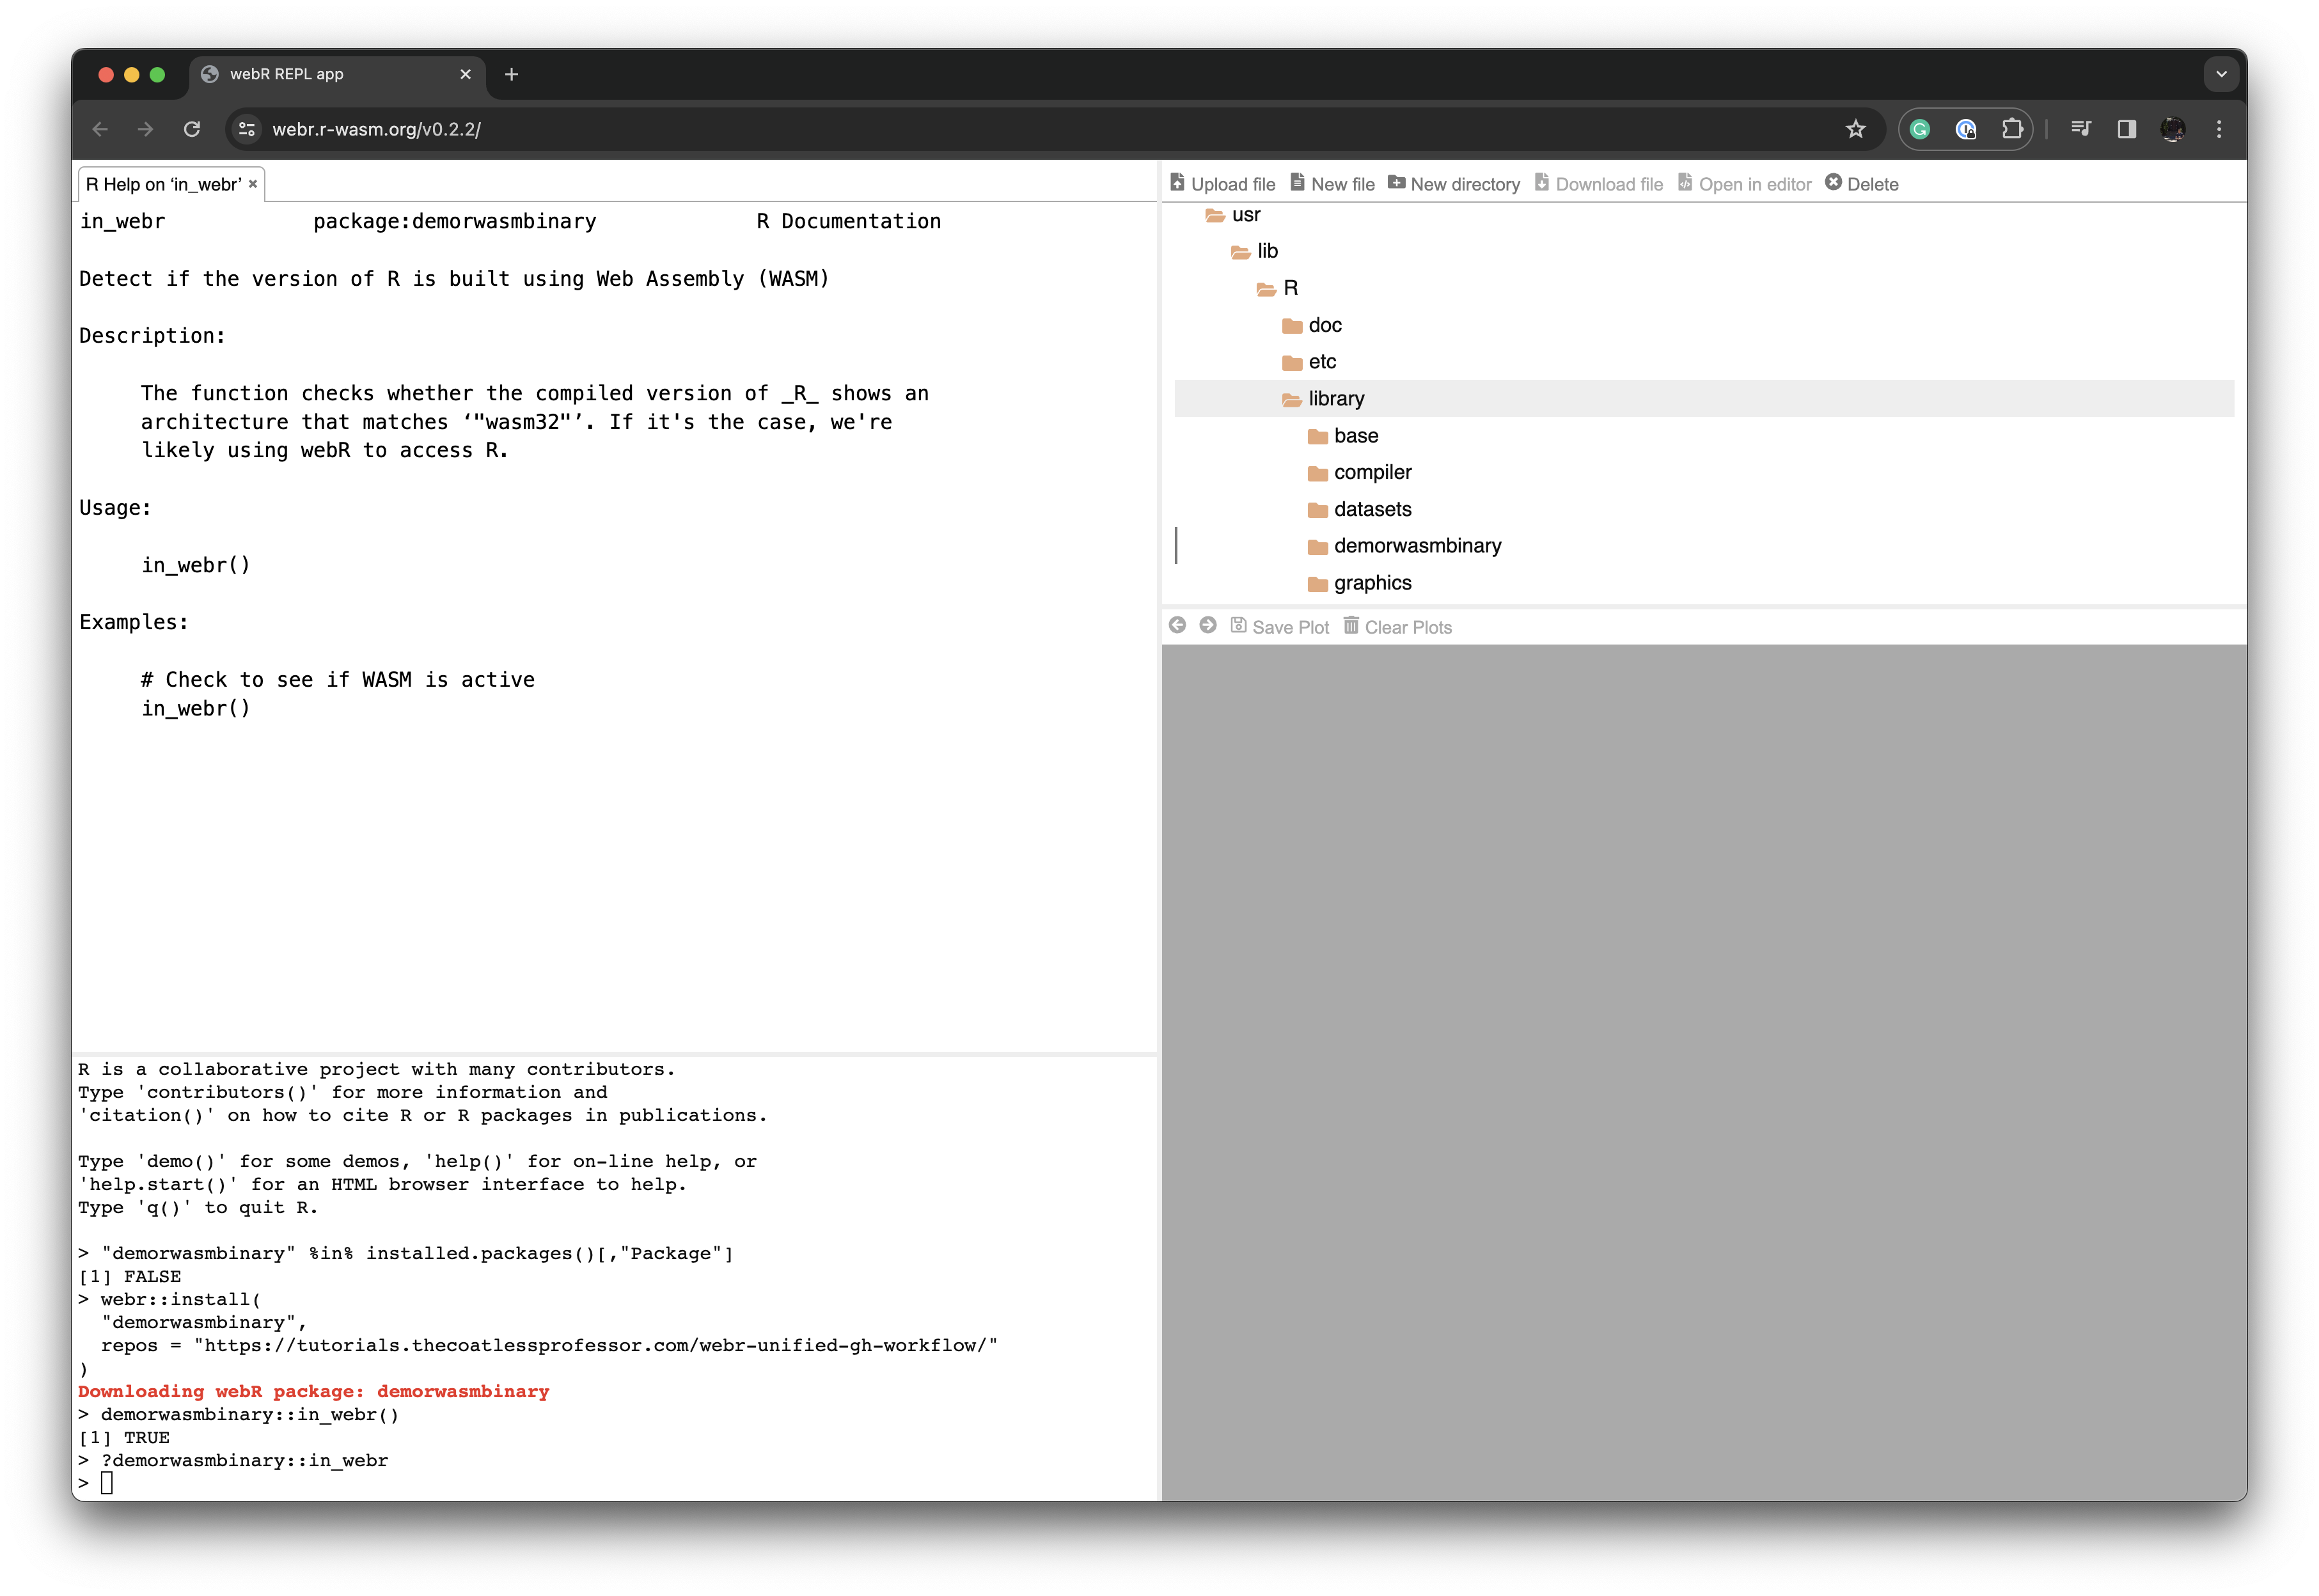 webR REPL app
webr.r-wasm.org/v0.2.2/
R Help on ‘in_webr’
in_webr package:demorwasmbinary R Documentation
Detect if the version of R is built using Web Assembly (WASM)
Description:
The function checks whether the compiled version of _R_ shows an
architecture that matches ‘"wasm32"’. If it's the case, we're
likely using webR to access R.
Usage:
in_webr()
Examples:
# Check to see if WASM is active
in_webr()
R is a collaborative project with many contributors.
Type 'contributors()' for more information and
'citation()' on how to cite R or R packages in publications.
Type 'demo()' for some demos, 'help()' for on-line help, or
'help.start()' for an HTML browser interface to help.
Type 'q()' to quit R.
> "demorwasmbinary" %in% installed.packages()[,"Package"]
[1] FALSE
> webr::install(
"demorwasmbinary",
repos = "https://tutorials.thecoatlessprofessor.com/webr-unified-gh-workflow/"
)
Downloading webR package: demorwasmbinary
> demorwasmbinary::in_webr()
[1] TRUE
> ?demorwasmbinary::in_webr
>
Upload file New file New directory Download file Open in editor Delete
usr
lib
R
doc
etc
library
base
compiler
datasets
demorwasmbinary
graphics
Save Plot Clear Plots